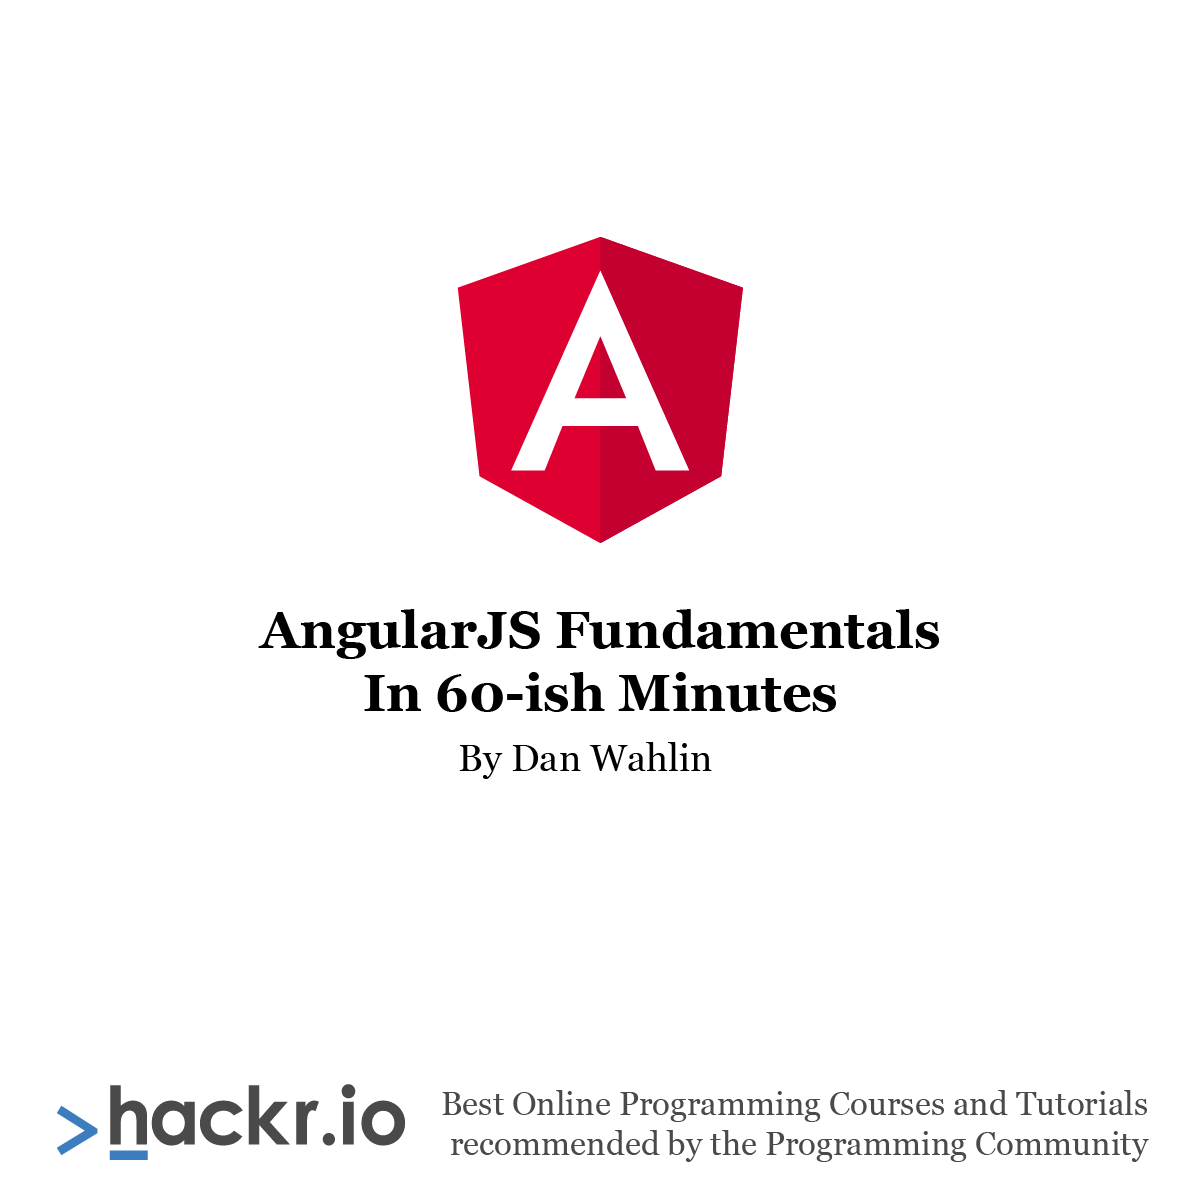 A
AngularJS Fundamentals
In 60-ish Minutes
By Dan Wahlin
>hackr.io
Best Online Programming Courses and Tutorials
recommended by the Programming Community